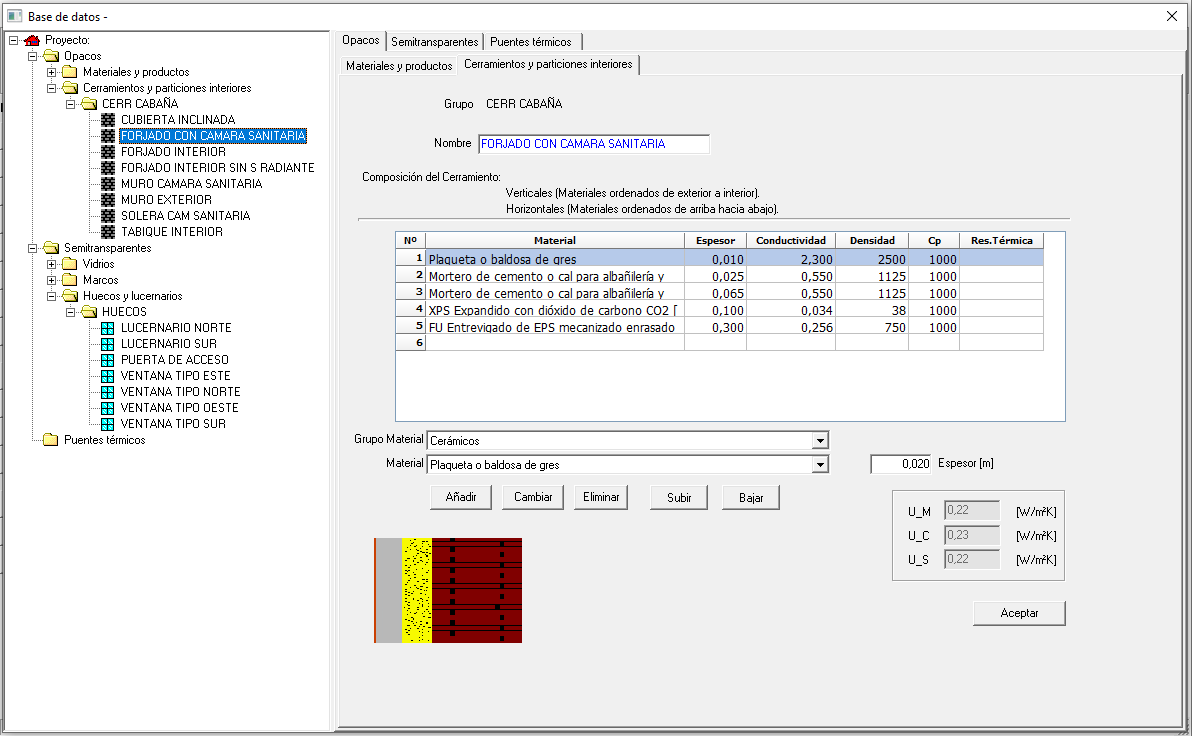 Base de datos -
Proyecto:
Opacos
Materiales y productos
Cerramientos y particiones interiores
CERR CABAÑA
CUBIERTA INCLINADA
FORJADO CON CAMARA SANITARIA
FORJADO INTERIOR
FORJADO INTERIOR SIN S RADIANTE
MURO CAMARA SANITARIA
MURO EXTERIOR
SOLERA CAM SANITARIA
TABIQUE INTERIOR
Semitransparentes
Vidrios
Marcos
Huecos y lucernarios
HUECOS
LUCERNARIO NORTE
LUCERNARIO SUR
PUERTA DE ACCESO
VENTANA TIPO ESTE
VENTANA TIPO NORTE
VENTANA TIPO OESTE
VENTANA TIPO SUR
Puentes térmicos
Opacos Semitransparentes Puentes térmicos
Materiales y productos Cerramientos y particiones interiores
Grupo CERR CABAÑA
Nombre FORJADO CON CAMARA SANITARIA
Composición del Cerramiento:
Verticales (Materiales ordenados de exterior a interior).
Horizontales (Materiales ordenados de arriba hacia abajo).
Nº Material Espesor Conductividad Densidad Cp Res.Térmica
1 Plaqueta o baldosa de gres 0,010 2,300 2500 1000
2 Mortero de cemento o cal para albañilería y 0,025 0,550 1125 1000
3 Mortero de cemento o cal para albañilería y 0,065 0,550 1125 1000
4 XPS Expandido con dióxido de carbono CO2 [ 0,100 0,034 38 1000
5 FU Entrevigado de EPS mecanizado enrasado 0,300 0,256 750 1000
6
Grupo Material Cerámicos
Material Plaqueta o baldosa de gres 0,020 Espesor [m]
Añadir Cambiar Eliminar Subir Bajar
U_M 0,22 [W/m²K]
U_C 0,23 [W/m²K]
U_S 0,22 [W/m²K]
Aceptar